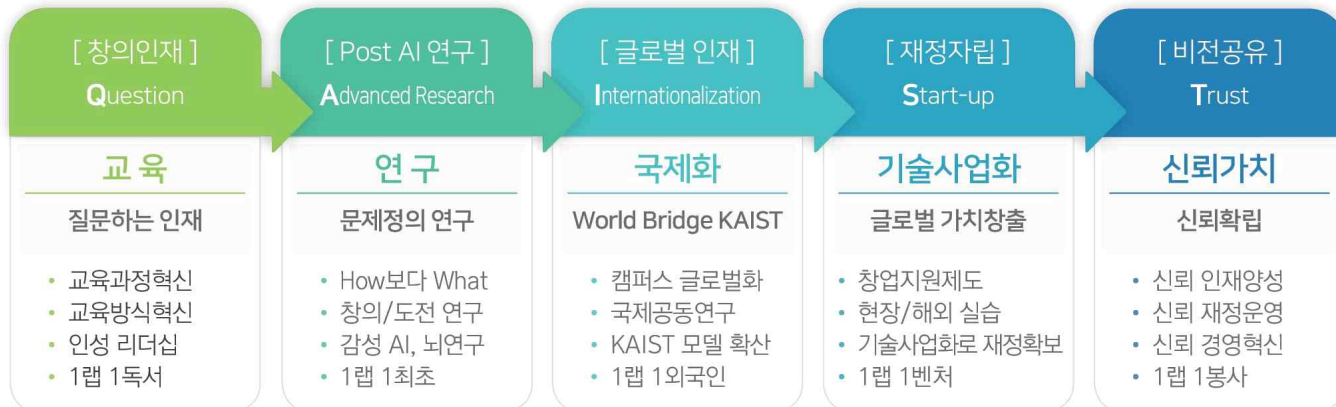 [ 창의인재 ]
Question
교 육
질문하는 인재
• 교육과정혁신
• 교육방식혁신
• 인성 리더십
• 1랩 1독서
[ Post AI 연구 ]
Advanced Research
연 구
문제정의 연구
• How보다 What
• 창의/도전 연구
• 감성 AI, 뇌연구
• 1랩 1최초
[ 글로벌 인재 ]
Internationalization
국제화
World Bridge KAIST
• 캠퍼스 글로벌화
• 국제공동연구
• KAIST 모델 확산
• 1랩 1외국인
[ 재정자립 ]
Start-up
기술사업화
글로벌 가치창출
• 창업지원제도
• 현장/해외 실습
• 기술사업화로 재정확보
• 1랩 1벤처
[ 비전공유 ]
Trust
신뢰가치
신뢰확립
• 신뢰 인재양성
• 신뢰 재정운영
• 신뢰 경영혁신
• 1랩 1봉사